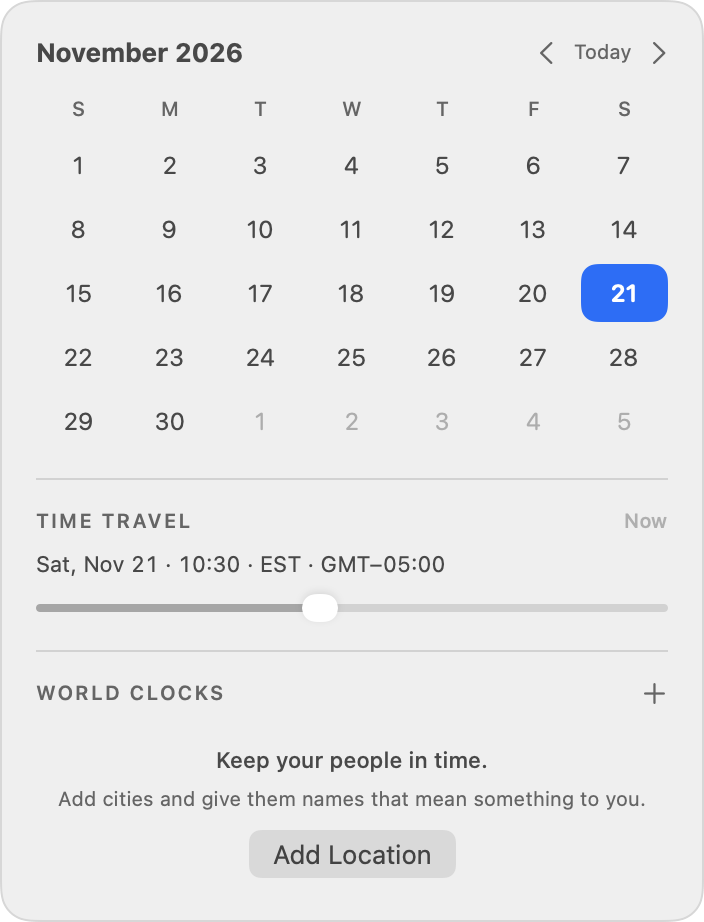 November 2026 Today
S M T W T F S
1 2 3 4 5 6 7
8 9 10 11 12 13 14
15 16 17 18 19 20 21
22 23 24 25 26 27 28
29 30 1 2 3 4 5
TIME TRAVEL Now
Sat, Nov 21 · 10:30 · EST · GMT−05:00
WORLD CLOCKS
Keep your people in time.
Add cities and give them names that mean something to you.
Add Location